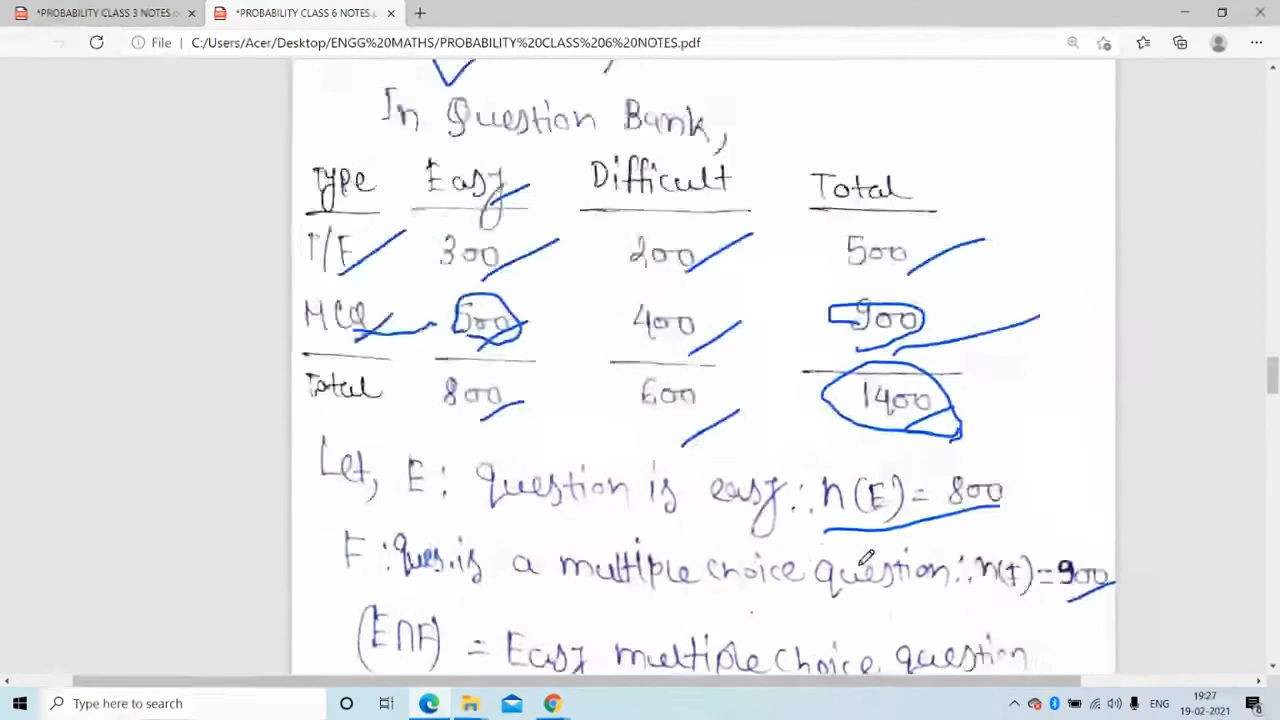 *PROBABILITY CLASS 3 NOTES
*PROBABILITY CLASS 6 NOTES
File
C:/Users/Acer/Desktop/ENGG%20MATHS/PROBABILITY%20CLASS%206%20NOTES.pdf
In Question Bank,
Type Easy Difficult Total
T/F 300 200 500
MCQ 500 400 900
Total 800 600 1400
Let, E: question is easy ∴ n(E) = 800
F: Ques. is a multiple choice question ∴ n(F) = 900
(E∩F) = Easy multiple choice question
Type here to search
ENG
19:27
19-02-2021
8